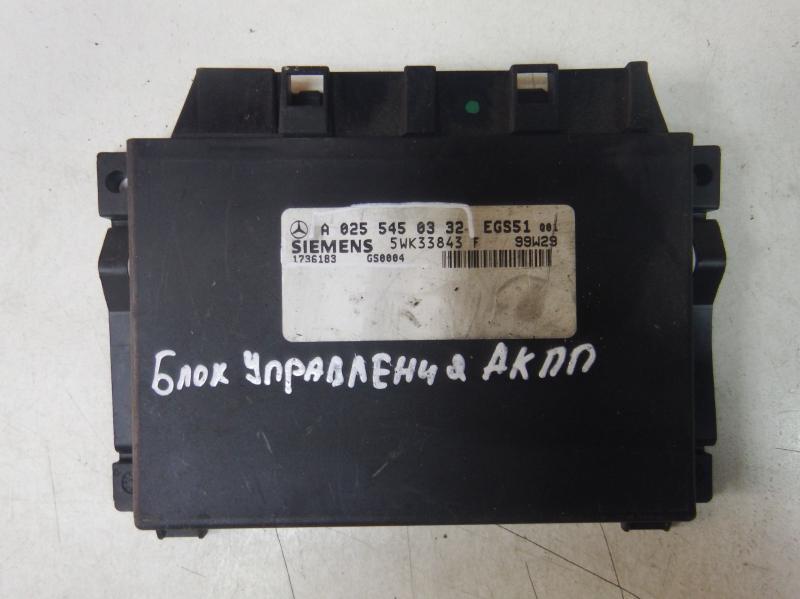 A 025 545 03 32 EGS51 001
SIEMENS 5WK33843 F 99W29
1736183 GS0004
Блок УПРАВЛЕНИЯ АКПП